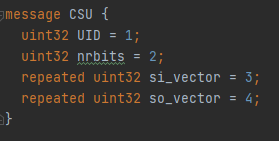 message CSU {
uint32 UID = 1;
uint32 nrbits = 2;
repeated uint32 si_vector = 3;
repeated uint32 so_vector = 4;
}